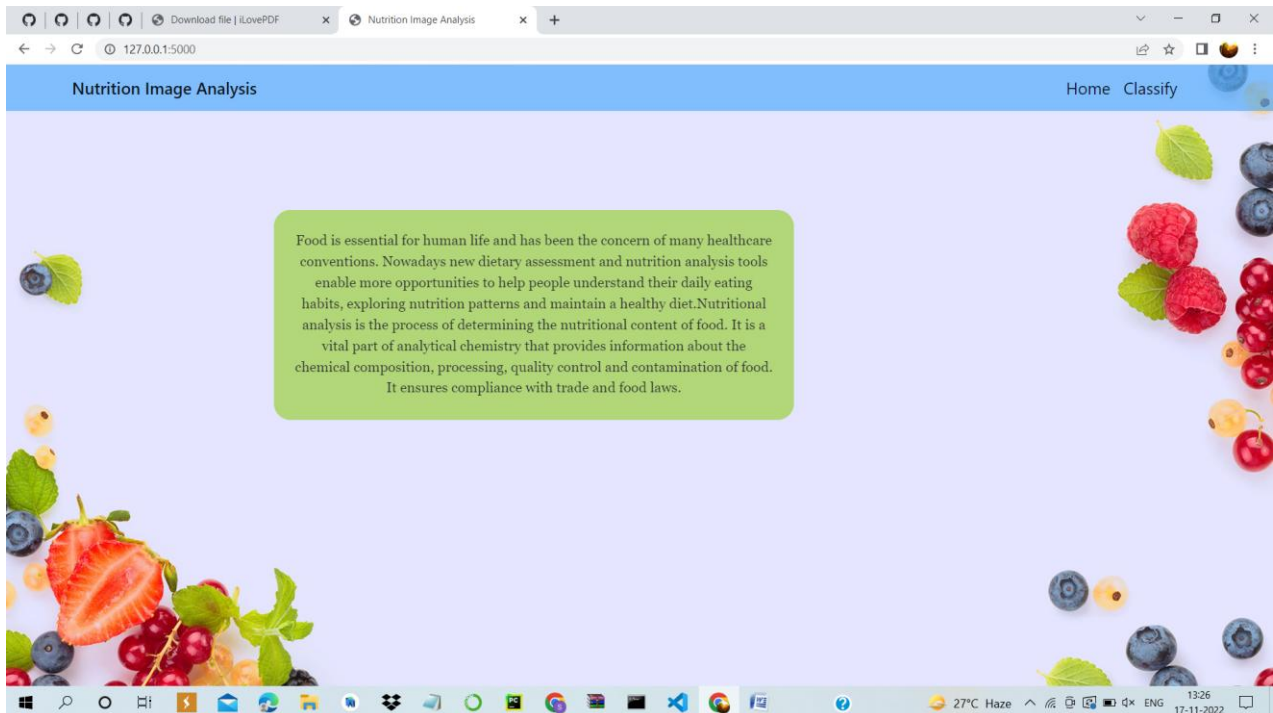 Download file | iLovePDF
Nutrition Image Analysis
127.0.0.1:5000
Nutrition Image Analysis
Home Classify
Food is essential for human life and has been the concern of many healthcare
conventions. Nowadays new dietary assessment and nutrition analysis tools
enable more opportunities to help people understand their daily eating
habits, exploring nutrition patterns and maintain a healthy diet.Nutritional
analysis is the process of determining the nutritional content of food. It is a
vital part of analytical chemistry that provides information about the
chemical composition, processing, quality control and contamination of food.
It ensures compliance with trade and food laws.
27°C Haze
ENG
13:26
17-11-2022